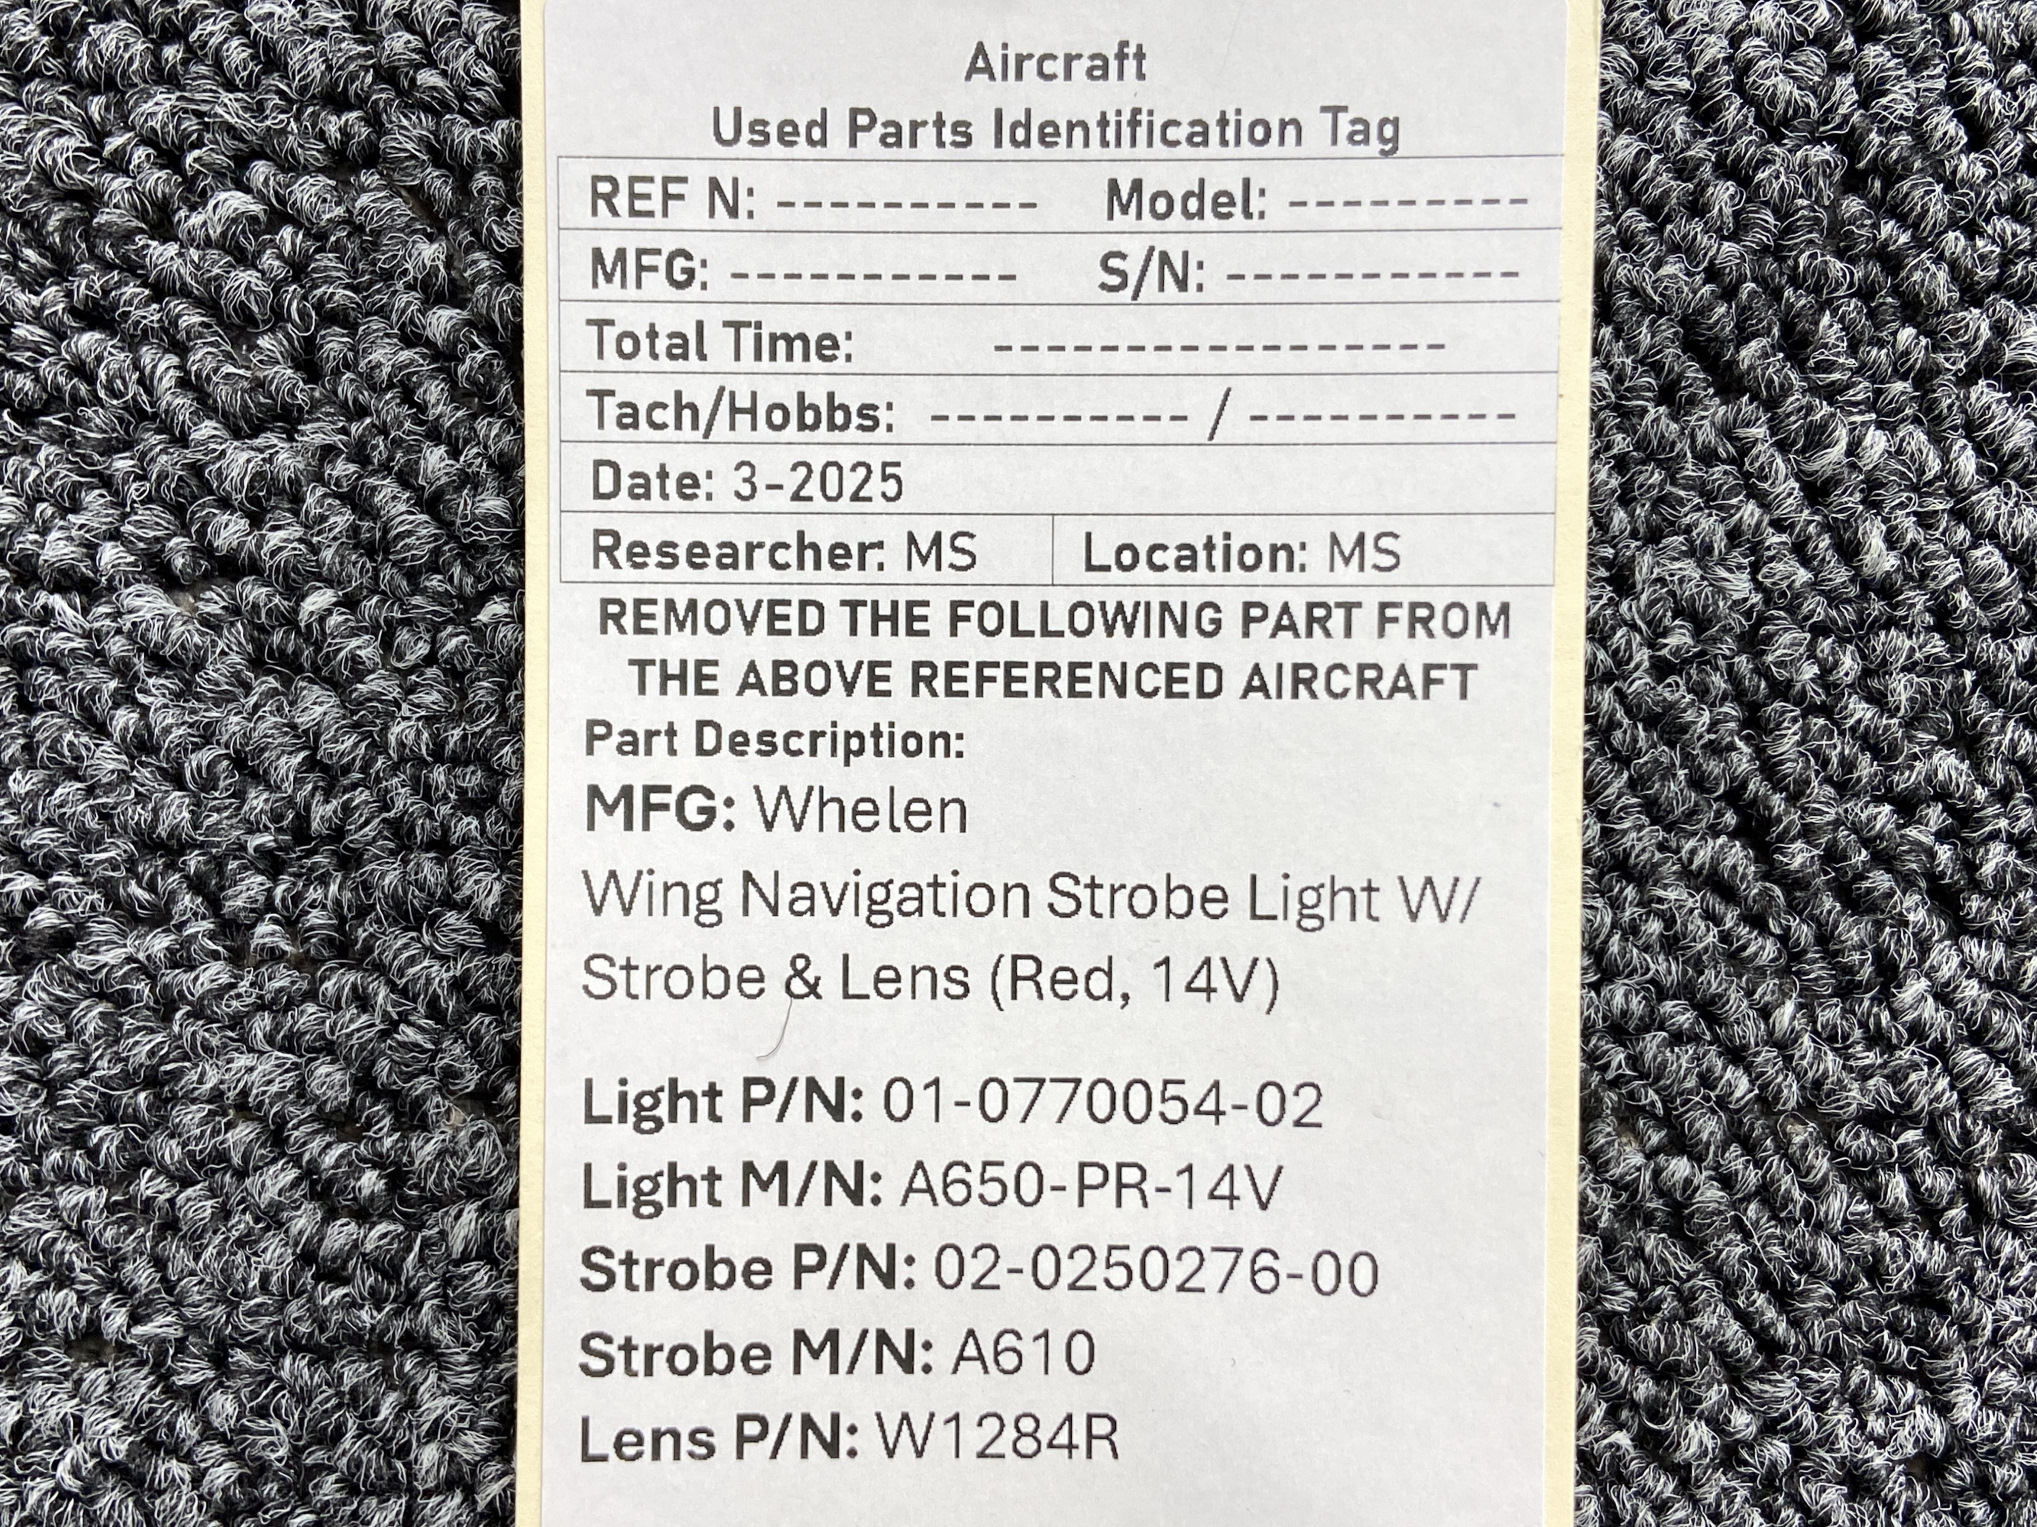 Aircraft
Used Parts Identification Tag
REF N: ---------- Model: ---------
MFG: ----------- S/N: -----------
Total Time: -----------------
Tach/Hobbs: ---------- / ----------
Date: 3-2025
Researcher: MS Location: MS
REMOVED THE FOLLOWING PART FROM
THE ABOVE REFERENCED AIRCRAFT
Part Description:
MFG: Whelen
Wing Navigation Strobe Light W/
Strobe & Lens (Red, 14V)
Light P/N: 01-0770054-02
Light M/N: A650-PR-14V
Strobe P/N: 02-0250276-00
Strobe M/N: A610
Lens P/N: W1284R